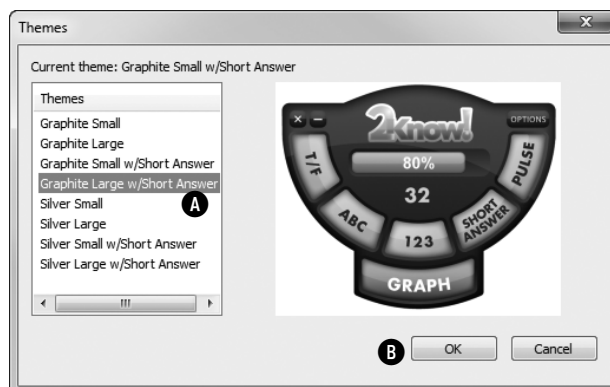 Themes
X
Current theme: Graphite Small w/Short Answer
Themes
Graphite Small
Graphite Large
Graphite Small w/Short Answer
Graphite Large w/Short Answer
A
Silver Small
Silver Large
Silver Small w/Short Answer
Silver Large w/Short Answer
2Know!
OPTIONS
80%
32
T/F
ABC
123
SHORT ANSWER
PULSE
GRAPH
B
OK
Cancel